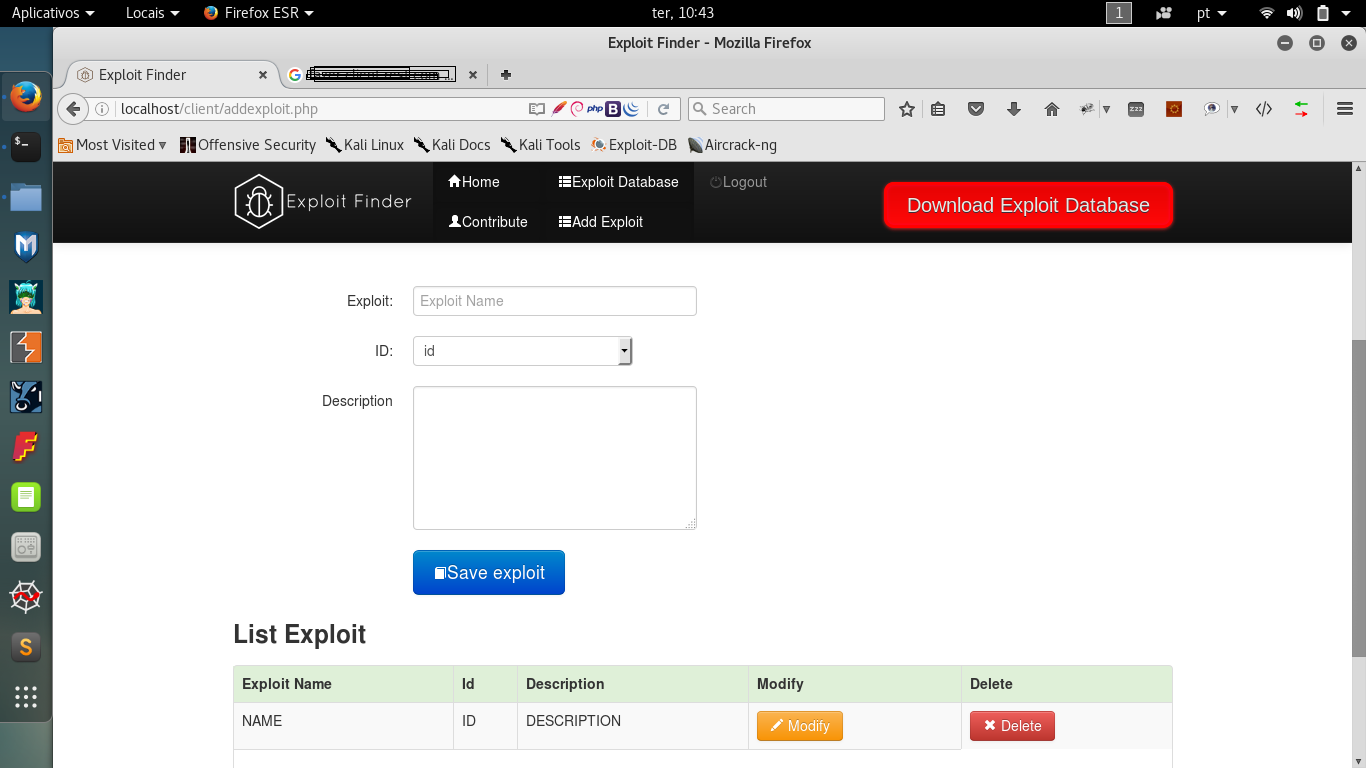 Aplicativos Locais Firefox ESR ter, 10:43 1 pt
Exploit Finder - Mozilla Firefox
Exploit Finder
localhost/client/addexploit.php php B Search
Most Visited Offensive Security Kali Linux Kali Docs Kali Tools Exploit-DB Aircrack-ng
Exploit Finder Home Exploit Database Logout Download Exploit Database
Contribute Add Exploit
Exploit: Exploit Name
ID: id
Description
Save exploit
List Exploit
Exploit Name Id Description Modify Delete
NAME ID DESCRIPTION Modify Delete